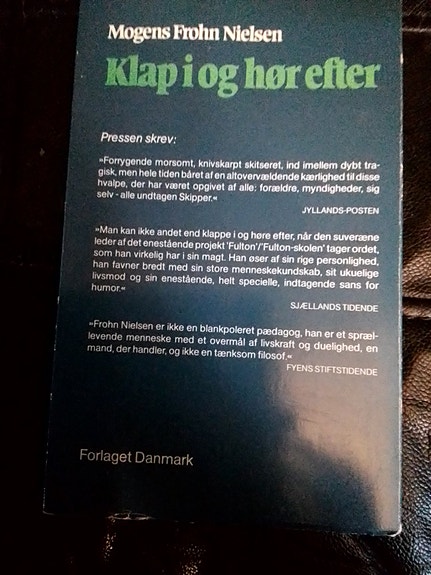 Mogens Frohn Nielsen
Klap i og hør efter
Pressen skrev:
»Forrygende morsomt, knivskarpt skitseret, ind imellem dybt tra-
gisk, men hele tiden båret af en altovervældende kærlighed til disse
hvalpe, der har været opgivet af alle: forældre, myndigheder, sig
selv - alle undtagen Skipper.«
JYLLANDS-POSTEN
»Man kan ikke andet end klappe i og høre efter, når den suveræne
leder af det enestående projekt 'Fulton'/'Fulton-skolen' tager ordet,
som han virkelig har i sin magt. Han øser af sin rige personlighed,
han favner bredt med sin store menneskekundskab, sit ukuelige
livsmod og sin enestående, helt specielle, indtagende sans for
humor.«
SJÆLLANDS TIDENDE
»Frohn Nielsen er ikke en blankpoleret pædagog, han er et spræl-
levende menneske med et overmål af livskraft og duelighed, en
mand, der handler, og ikke en tænksom filosof.«
FYENS STIFTSTIDENDE
Forlaget Danmark